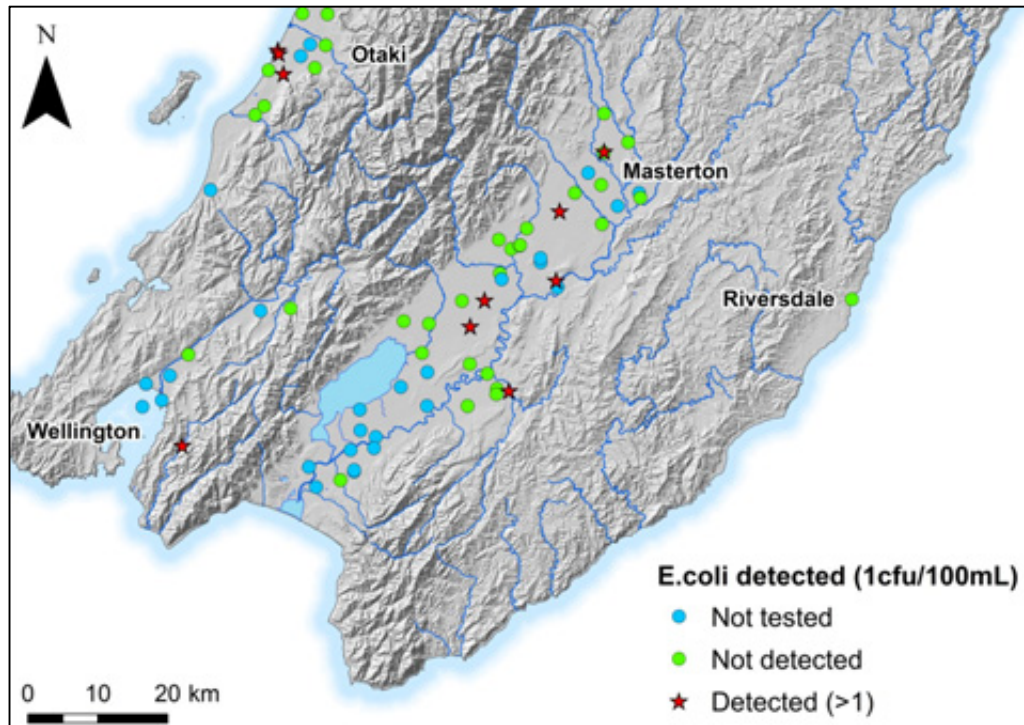 N
Otaki
Masterton
Riversdale
Wellington
E.coli detected (1cfu/100mL)
Not tested
Not detected
Detected (>1)
0 10 20 km